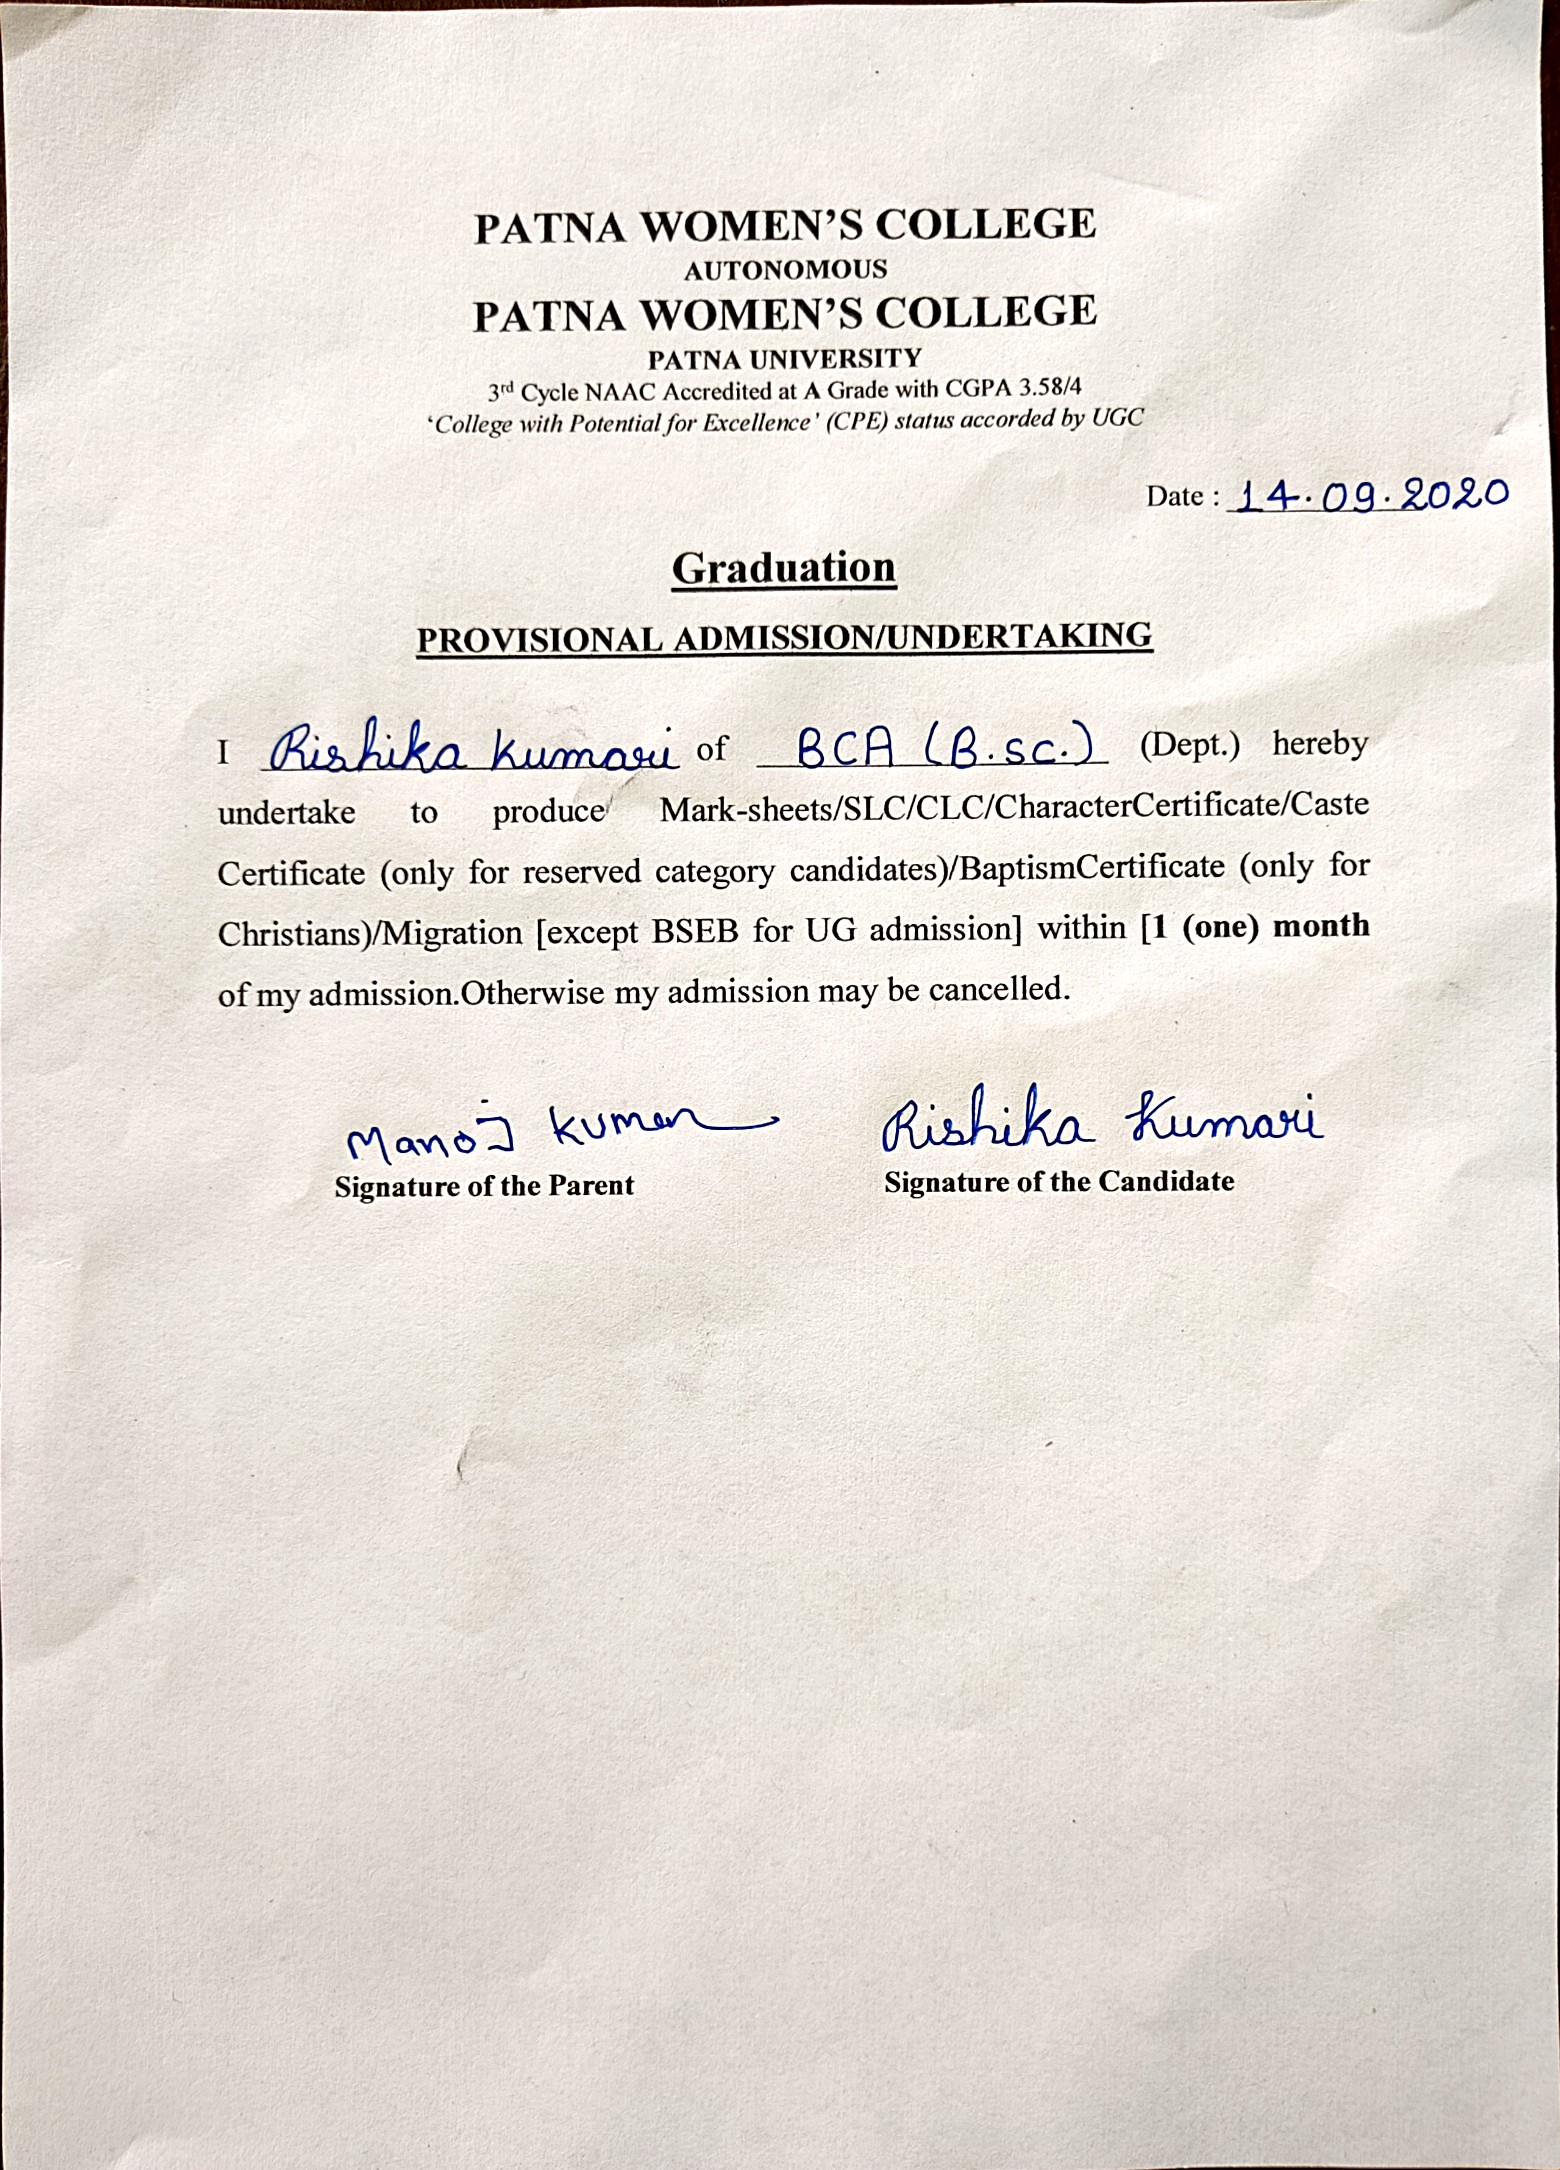 PATNA WOMEN’S COLLEGE
AUTONOMOUS
PATNA WOMEN’S COLLEGE
PATNA UNIVERSITY
3rd Cycle NAAC Accredited at A Grade with CGPA 3.58/4
‘College with Potential for Excellence’ (CPE) status accorded by UGC
Date : 14.09.2020
Graduation
PROVISIONAL ADMISSION/UNDERTAKING
I Rishika Kumari of BCA (B.sc.) (Dept.) hereby
undertake to produce Mark-sheets/SLC/CLC/CharacterCertificate/Caste
Certificate (only for reserved category candidates)/BaptismCertificate (only for
Christians)/Migration [except BSEB for UG admission] within [1 (one) month
of my admission.Otherwise my admission may be cancelled.
Manoj Kumar Rishika Kumari
Signature of the Parent Signature of the Candidate